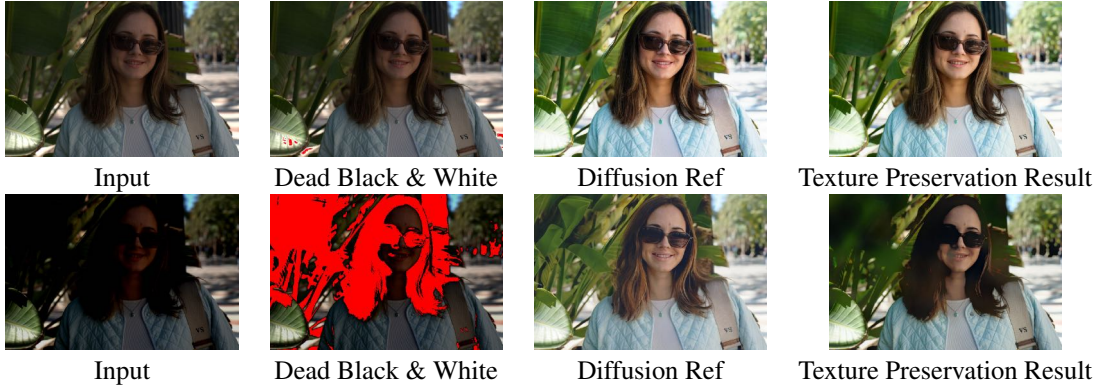 Input
Dead Black & White
Diffusion Ref
Texture Preservation Result
Input
Dead Black & White
Diffusion Ref
Texture Preservation Result